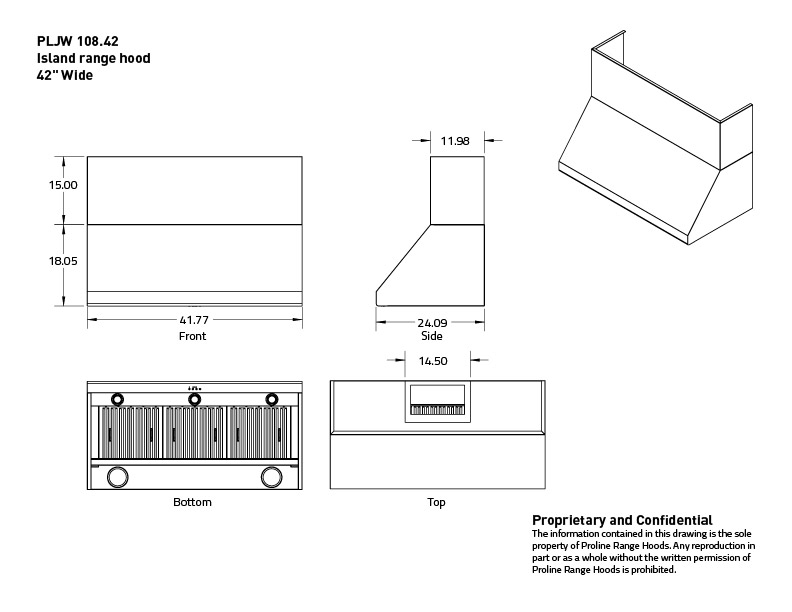 PLJW 108.42
Island range hood
42" Wide
11.98
15.00
18.05
41.77
Front
24.09
Side
14.50
Bottom
Top
Proprietary and Confidential
The information contained in this drawing is the sole
property of Proline Range Hoods. Any reproduction in
part or as a whole without the written permission of
Proline Range Hoods is prohibited.